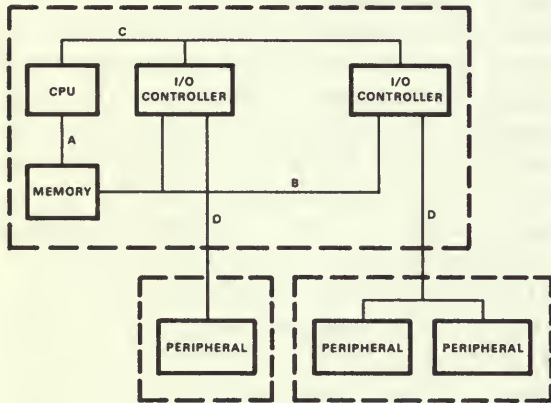 C
CPU
I/O
CONTROLLER
I/O
CONTROLLER
A
MEMORY
B
D
D
PERIPHERAL
PERIPHERAL
PERIPHERAL